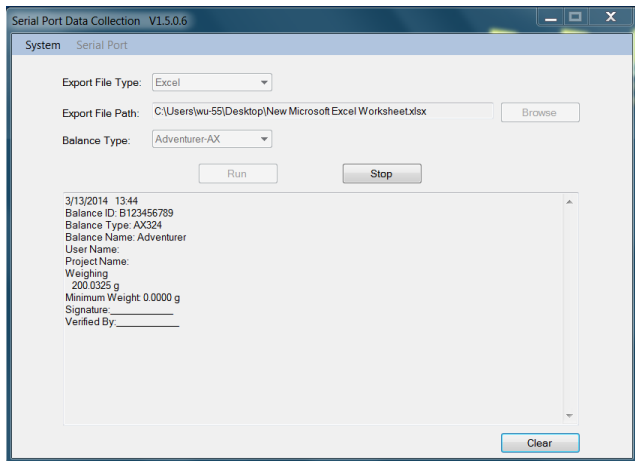 Serial Port Data Collection V1.5.0.6
System Serial Port
Export File Type: Excel
Export File Path: C:\Users\wu-55\Desktop\New Microsoft Excel Worksheet.xlsx Browse
Balance Type: Adventurer-AX
Run Stop
3/13/2014 13:44
Balance ID: B123456789
Balance Type: AX324
Balance Name: Adventurer
User Name:
Project Name:
Weighing
200.0325 g
Minimum Weight: 0.0000 g
Signature:____________
Verified By:____________
Clear